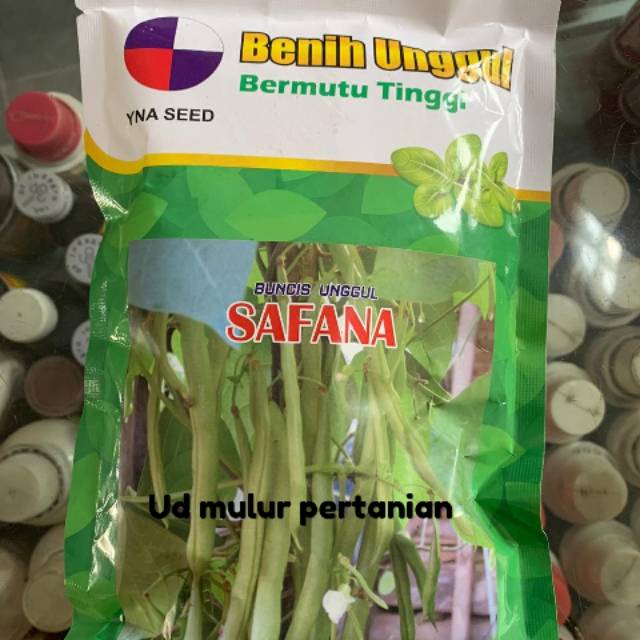 Benih Unggul
Bermutu Tinggi
YNA SEED
BUNCIS UNGGUL
SAFANA
Ud mulur pertanian